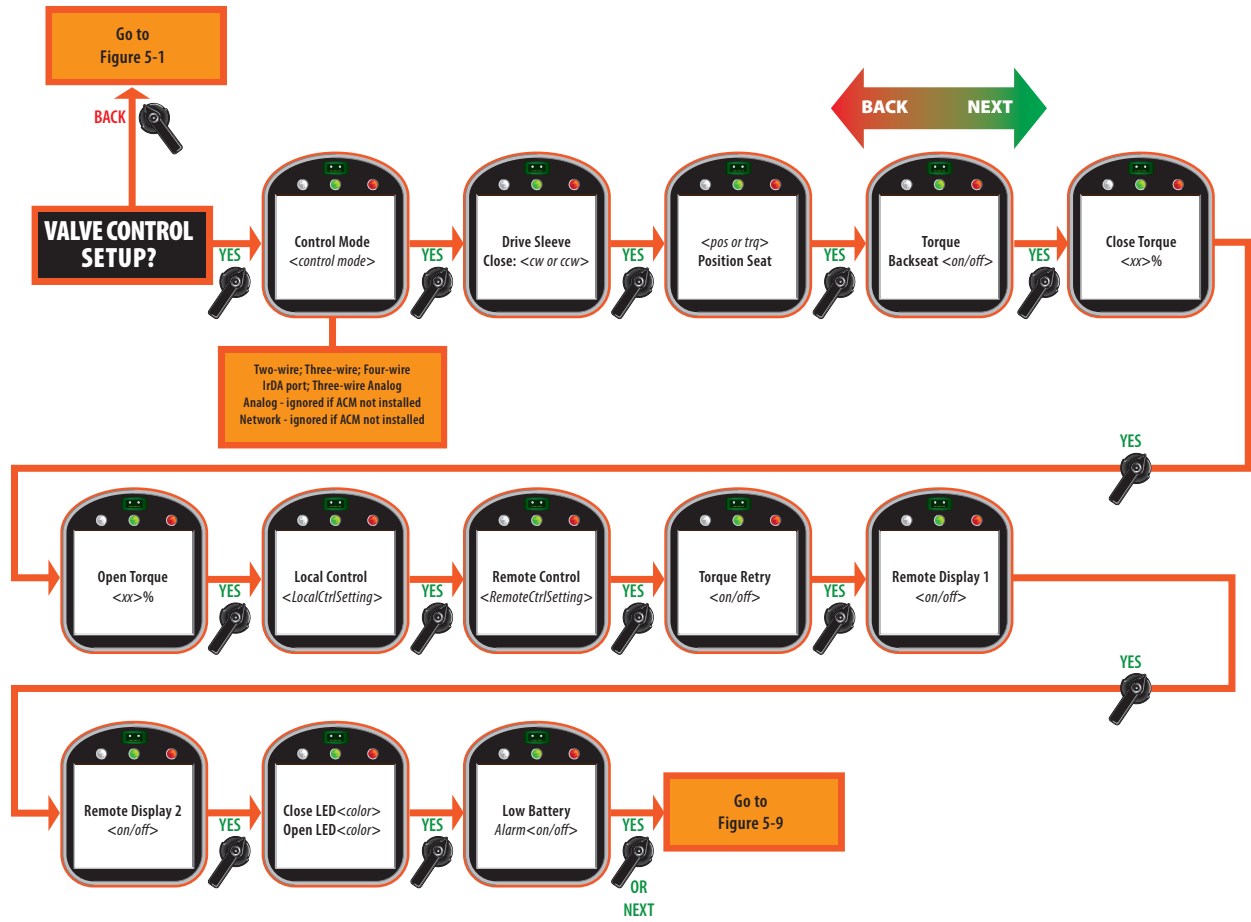 Go to
Figure 5-1
BACK
BACK NEXT
VALVE CONTROL
SETUP?
YES
Control Mode
<control mode>
YES
Drive Sleeve
Close: <cw or ccw>
YES
<pos or trq>
Position Seat
YES
Torque
Backseat <on/off>
YES
Close Torque
<xx>%
Two-wire; Three-wire; Four-wire
IrDA port; Three-wire Analog
Analog - ignored if ACM not installed
Network - ignored if ACM not installed
YES
Open Torque
<xx>%
YES
Local Control
<LocalCtrlSetting>
YES
Remote Control
<RemoteCtrlSetting>
YES
Torque Retry
<on/off>
YES
Remote Display 1
<on/off>
YES
Remote Display 2
<on/off>
YES
Close LED<color>
Open LED<color>
YES
Low Battery
Alarm<on/off>
YES
OR
NEXT
Go to
Figure 5-9